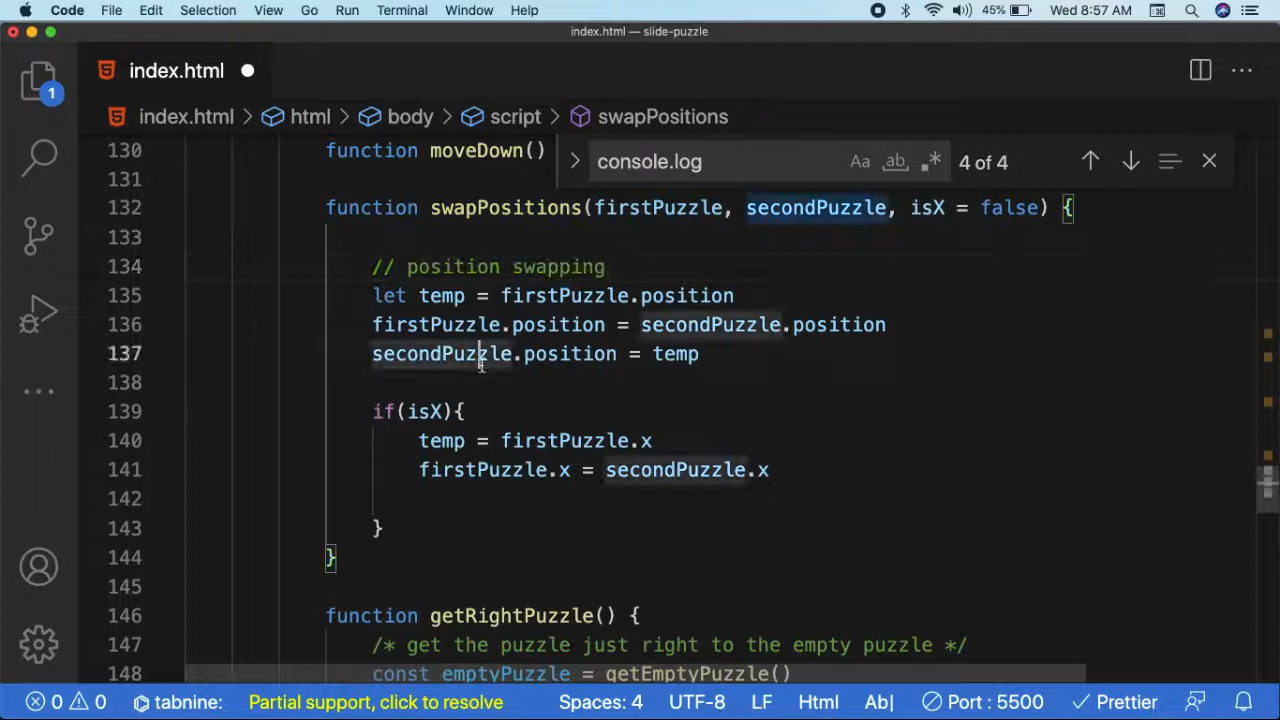 Code File Edit Selection View Go Run Terminal Window Help 45% Wed 8:57 AM
index.html — slide-puzzle
index.html
1
index.html > html > body > script > swapPositions
console.log Aa ab 4 of 4
130 function moveDown()
131
132 function swapPositions(firstPuzzle, secondPuzzle, isX = false) {
133
134 // position swapping
135 let temp = firstPuzzle.position
136 firstPuzzle.position = secondPuzzle.position
137 secondPuzzle.position = temp
138
139 if(isX){
140 temp = firstPuzzle.x
141 firstPuzzle.x = secondPuzzle.x
142
143 }
144 }
145
146 function getRightPuzzle() {
147 /* get the puzzle just right to the empty puzzle */
148 const emptyPuzzle = getEmptyPuzzle()
0 0 tabnine: Partial support, click to resolve Spaces: 4 UTF-8 LF Html Ab| Port : 5500 Prettier